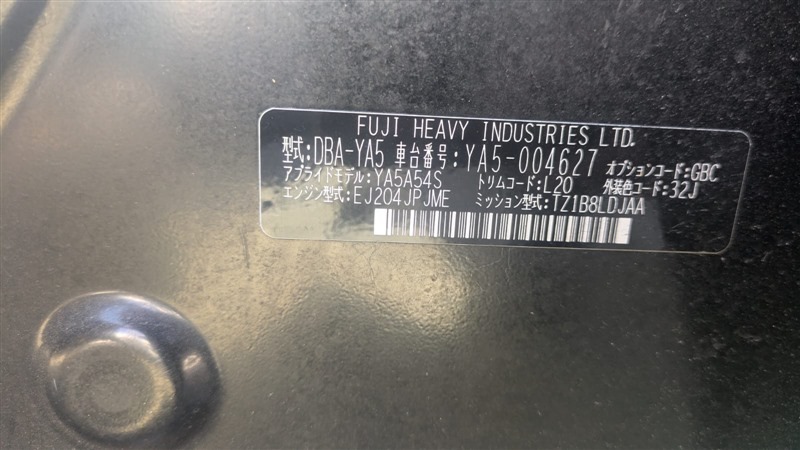 FUJI HEAVY INDUSTRIES LTD.
型式:DBA-YA5 車台番号:YA5-004627 オプションコード:GBC
アプライドモデル:YA5A54S トリムコード:L20 外装色コード:32J
エンジン型式:EJ204JPJME ミッション型式:TZ1B8LDJAA